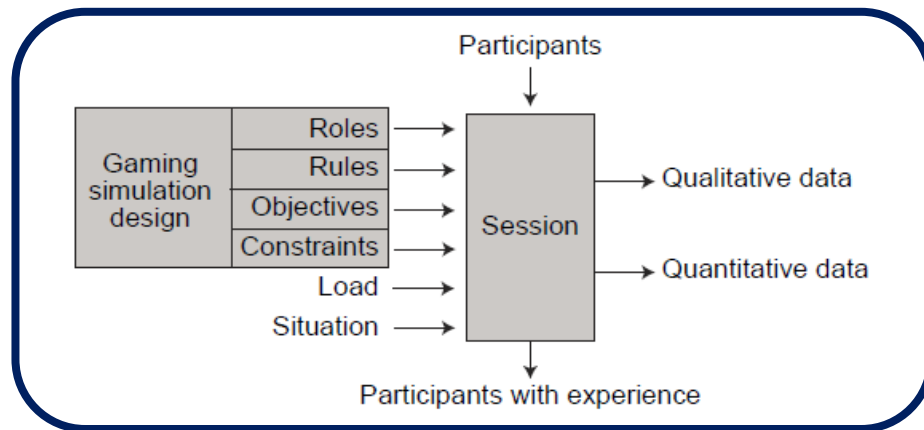 Participants
Gaming
simulation
design
Roles
Rules
Objectives
Constraints
Load
Situation
Session
Qualitative data
Quantitative data
Participants with experience